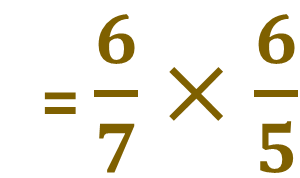 = 6/7 × 6/5